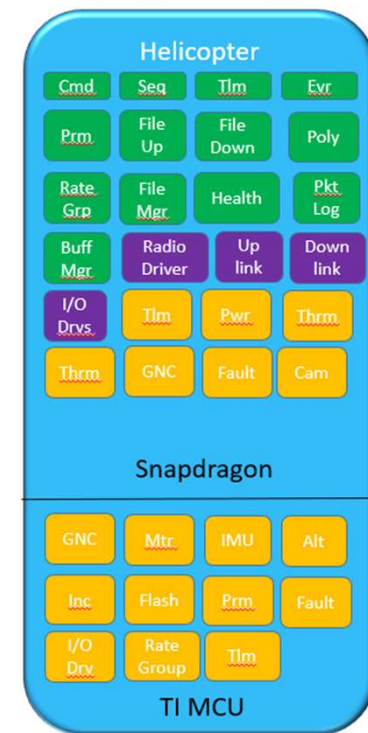 Helicopter
Cmd Seq Tlm Evr
Prm File Up File Down Poly
Rate Grp File Mgr Health Pkt Log
Buff Mgr Radio Driver Up link Down link
I/O Drvs Tlm Pwr Thrm
Thrm GNC Fault Cam
Snapdragon
GNC Mtr IMU Alt
Inc Flash Prm Fault
I/O Drv Rate Group Tlm
TI MCU